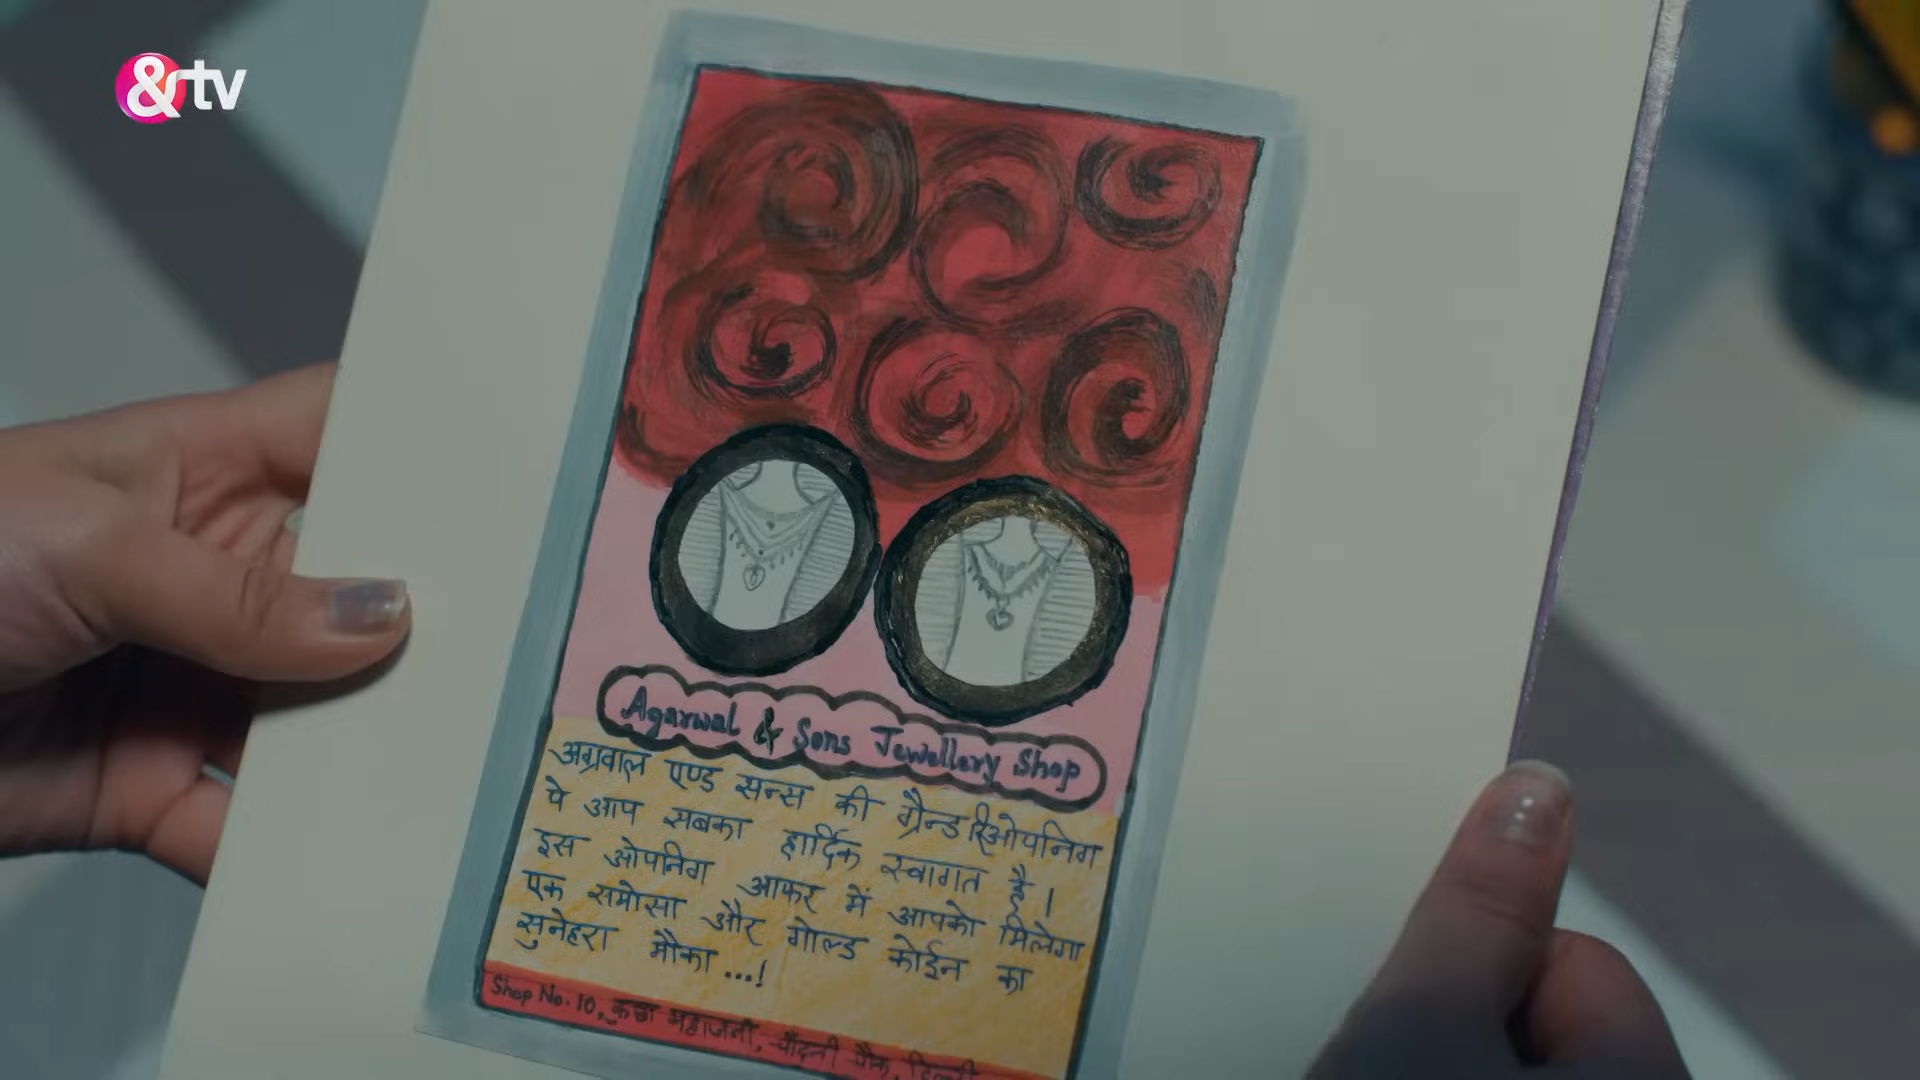 &tv
Agarwal & Sons Jewellery Shop
अग्रवाल एण्ड सन्स की ग्रैन्ड रिओपनिग
पे आप सबका हार्दिक स्वागत है।
इस ओपनिग आफर में आपको मिलेगा
एक समोसा और गोल्ड कोईन का
सुनेहरा मौका ...!
Shop No. 10, कुचा महाजनी, चाँदनी चौक, दिल्ली